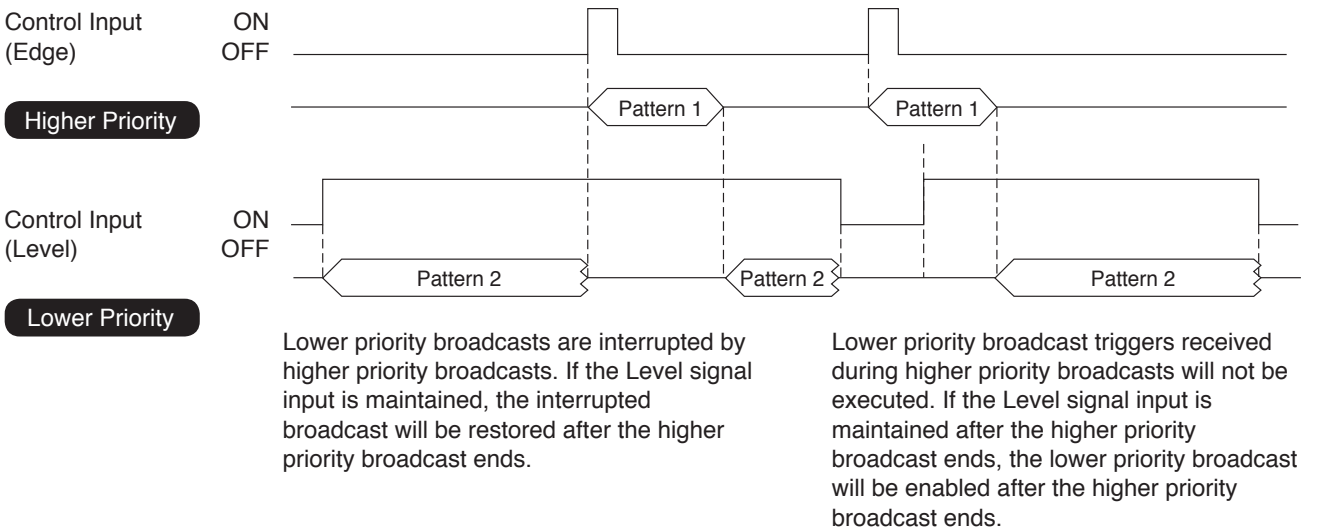 Control Input ON
(Edge) OFF
Higher Priority
Pattern 1
Pattern 1
Control Input ON
(Level) OFF
Pattern 2
Pattern 2
Pattern 2
Lower Priority
Lower priority broadcasts are interrupted by
higher priority broadcasts. If the Level signal
input is maintained, the interrupted
broadcast will be restored after the higher
priority broadcast ends.
Lower priority broadcast triggers received
during higher priority broadcasts will not be
executed. If the Level signal input is
maintained after the higher priority
broadcast ends, the lower priority broadcast
will be enabled after the higher priority
broadcast ends.